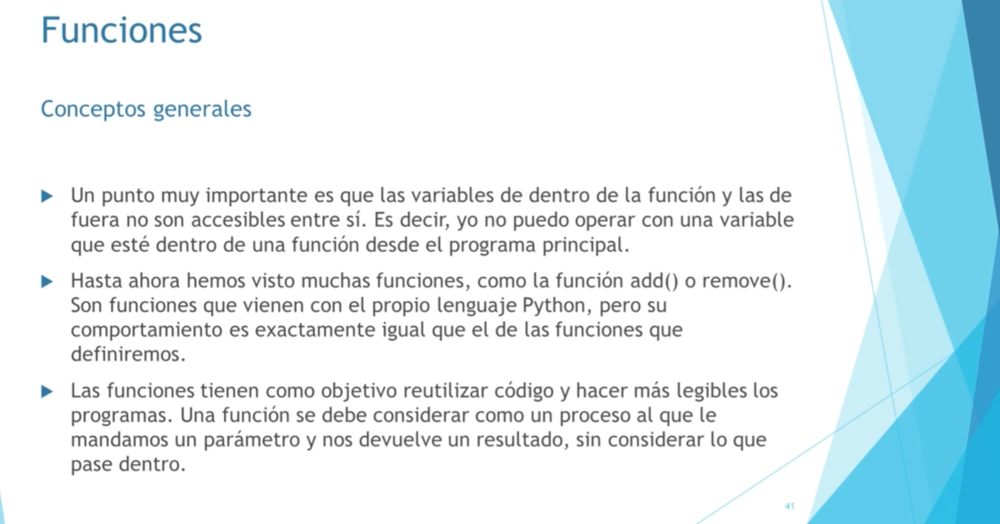 Funciones
Conceptos generales
Un punto muy importante es que las variables de dentro de la función y las de
fuera no son accesibles entre sí. Es decir, yo no puedo operar con una variable
que esté dentro de una función desde el programa principal.
Hasta ahora hemos visto muchas funciones, como la función add() o remove().
Son funciones que vienen con el propio lenguaje Python, pero su
comportamiento es exactamente igual que el de las funciones que
definiremos.
Las funciones tienen como objetivo reutilizar código y hacer más legibles los
programas. Una función se debe considerar como un proceso al que le
mandamos un parámetro y nos devuelve un resultado, sin considerar lo que
pase dentro.
41